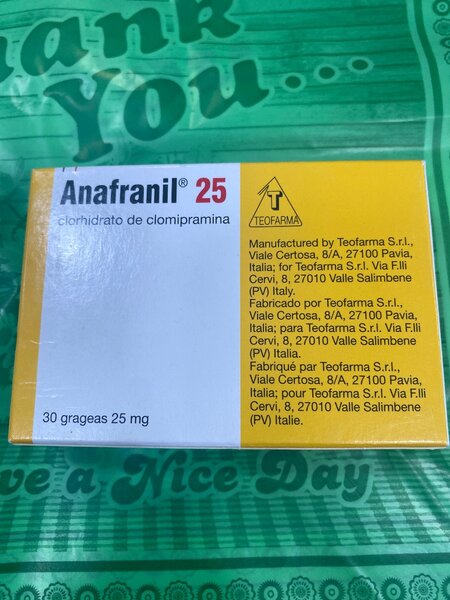 Thank
You...
Anafranil® 25
clorhidrato de clomipramina
30 grageas 25 mg
T
TEOFARMA
Manufactured by Teofarma S.r.l.,
Viale Certosa, 8/A, 27100 Pavia,
Italia; for Teofarma S.r.l. Via F.lli
Cervi, 8, 27010 Valle Salimbene
(PV) Italy.
Fabricado por Teofarma S.r.l.,
Viale Certosa, 8/A, 27100 Pavia,
Italia; para Teofarma S.r.l. Via F.lli
Cervi, 8, 27010 Valle Salimbene
(PV) Italia.
Fabriqué par Teofarma S.r.l.,
Viale Certosa, 8/A, 27100 Pavia,
Italia; pour Teofarma S.r.l. Via F.lli
Cervi, 8, 27010 Valle Salimbene
(PV) Italie.
ve a Nice Day